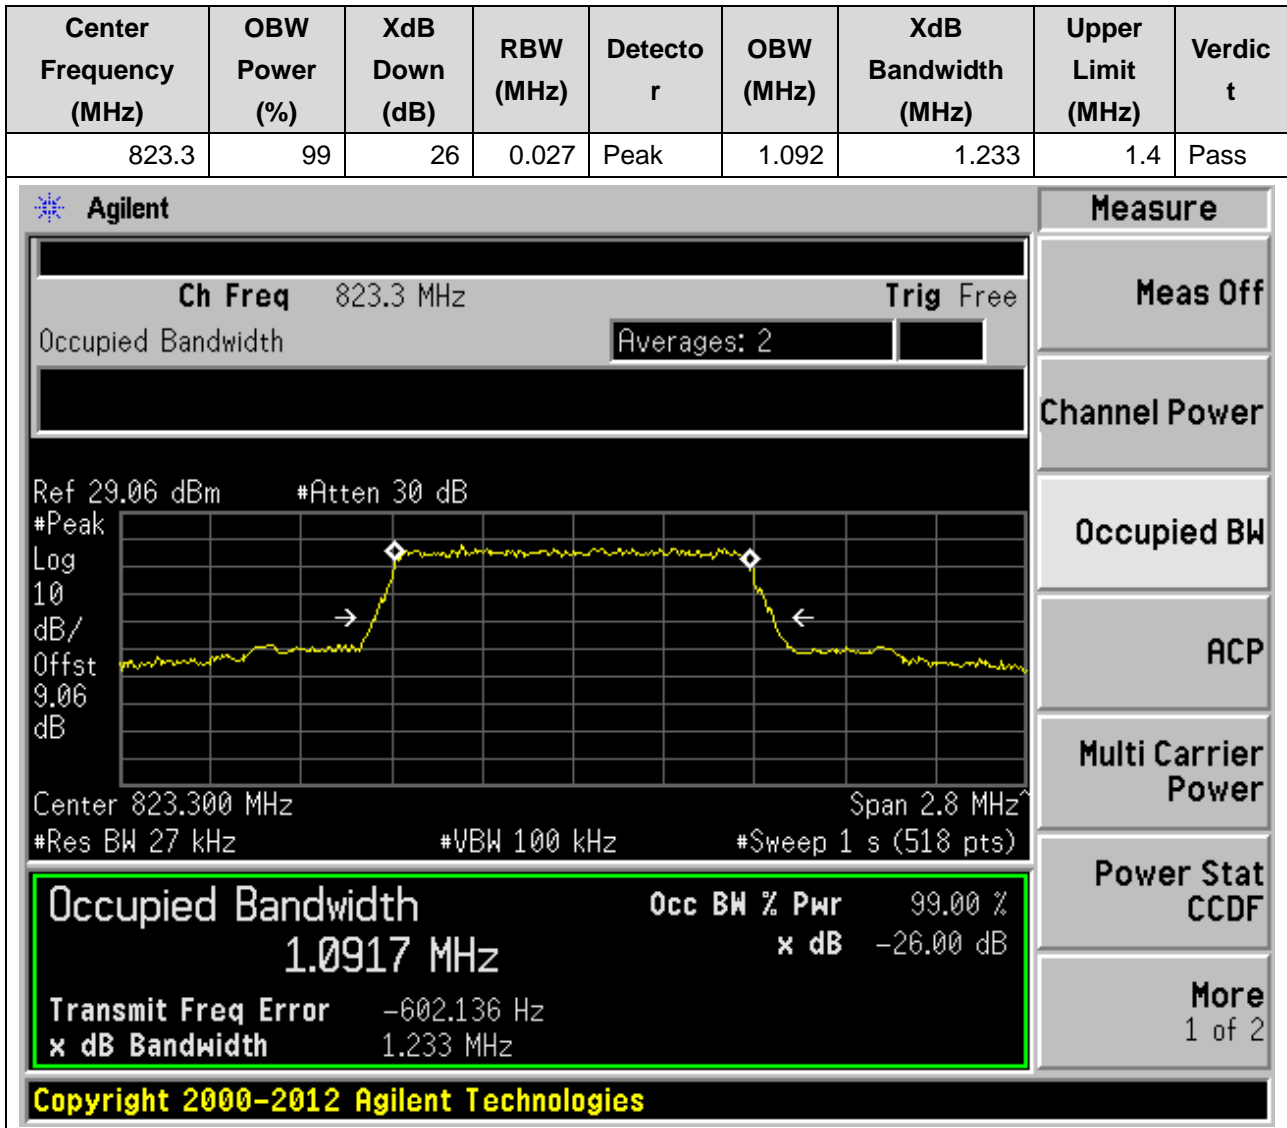 Center Frequency (MHz) OBW Power (%) XdB Down (dB) RBW (MHz) Detector OBW (MHz) XdB Bandwidth (MHz) Upper Limit (MHz) Verdict
823.3 99 26 0.027 Peak 1.092 1.233 1.4 Pass
Agilent
Measure
Ch Freq 823.3 MHz Trig Free
Occupied Bandwidth Averages: 2
Ref 29.06 dBm #Atten 30 dB
#Peak
Log
10
dB/
Offst
9.06
dB
Center 823.300 MHz Span 2.8 MHz^
#Res BW 27 kHz #VBW 100 kHz #Sweep 1 s (518 pts)
Occupied Bandwidth Occ BW % Pwr 99.00 %
1.0917 MHz x dB -26.00 dB
Transmit Freq Error -602.136 Hz
x dB Bandwidth 1.233 MHz
Meas Off
Channel Power
Occupied BW
ACP
Multi Carrier
Power
Power Stat
CCDF
More
1 of 2
Copyright 2000-2012 Agilent Technologies